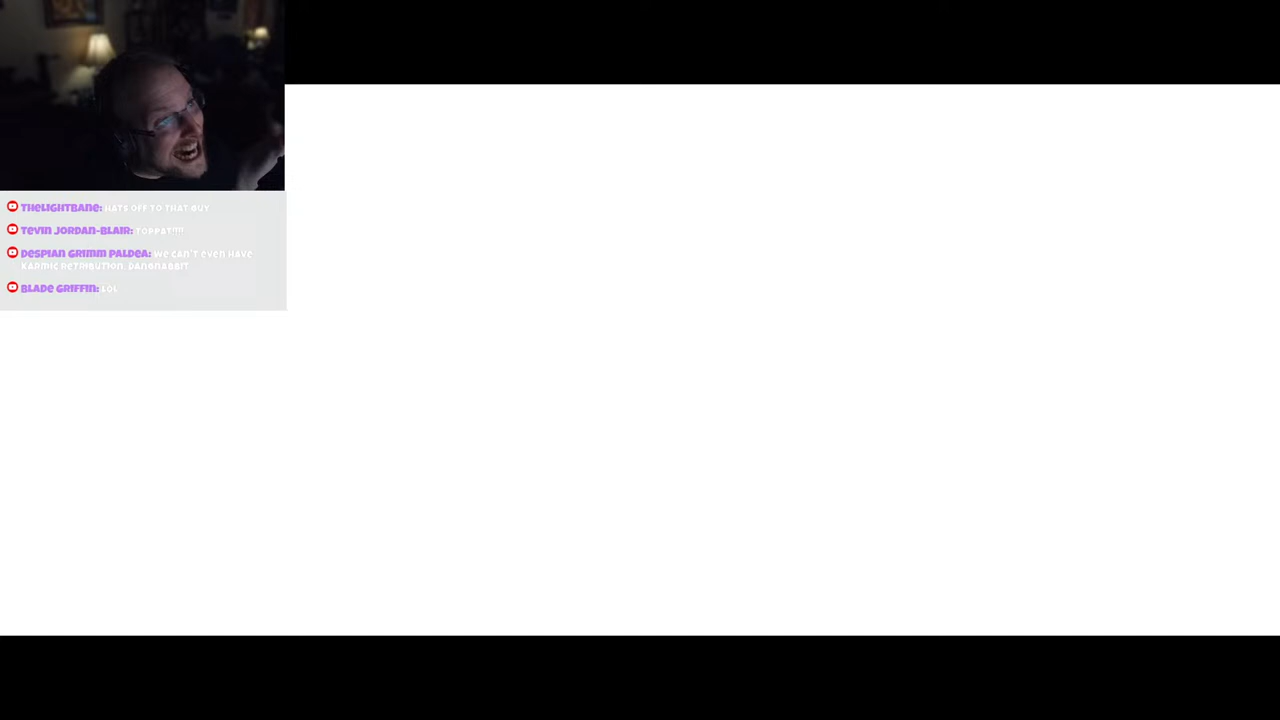 THELIGHTBANE: HATS OFF TO THAT GUY
TEVIN JORDAN-BLAIR: TOPPAT!!!!
DESPIAN GRIMM PALDEA: WE CAN'T EVEN HAVE
KARMIC RETRIBUTION. DANGNABBIT
BLADE GRIFFIN: LOL